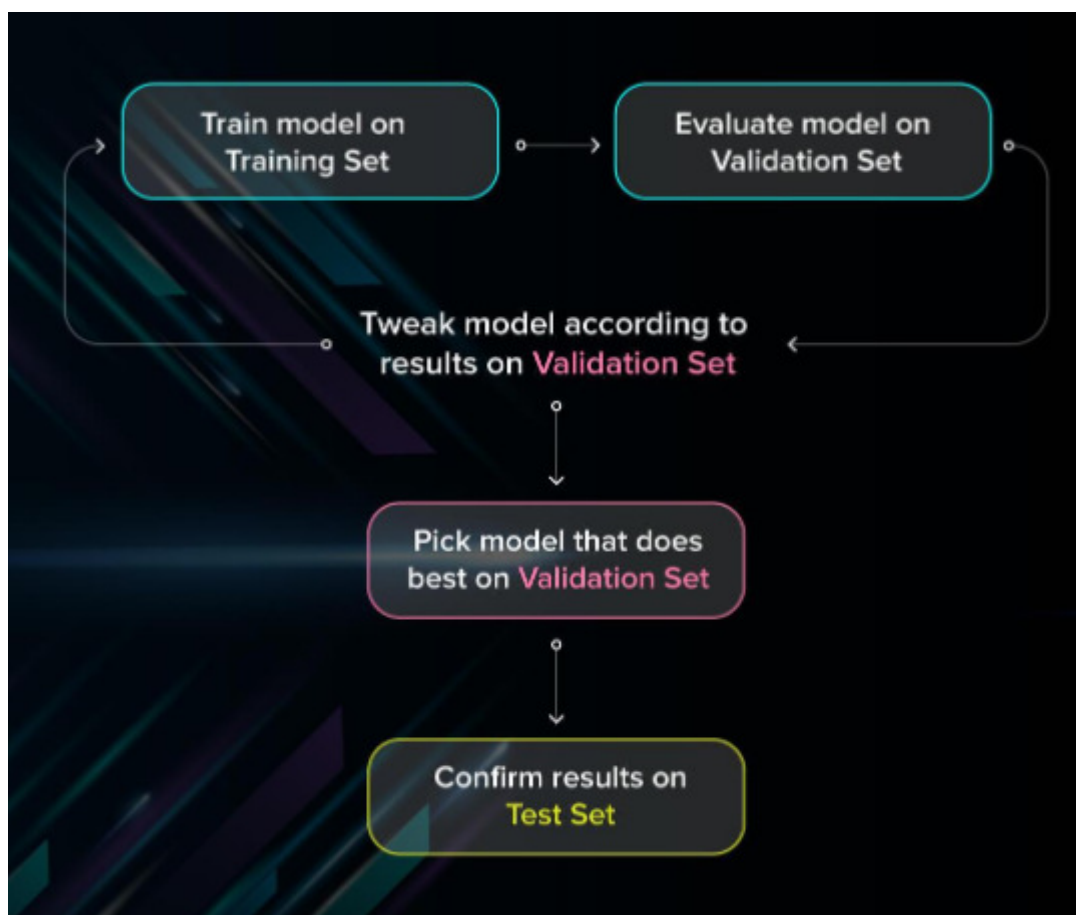 Train model on
Training Set
Evaluate model on
Validation Set
Tweak model according to
results on Validation Set
Pick model that does
best on Validation Set
Confirm results on
Test Set